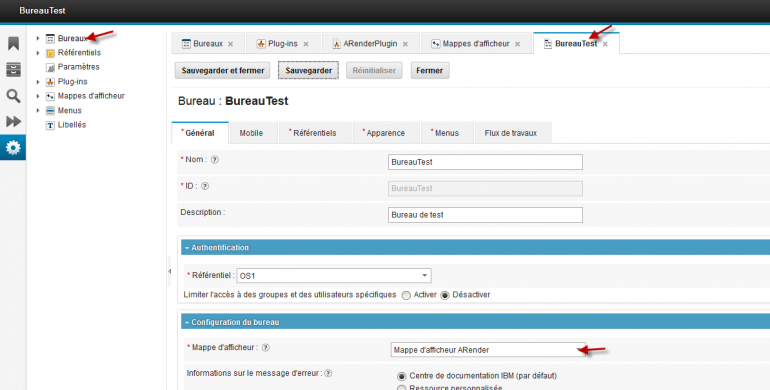 BureauTest
Bureaux
Référentiels
Paramètres
Plug-ins
Mappes d'afficheur
Menus
Libellés
Bureaux × Plug-ins × ARenderPlugin × Mappes d'afficheur × BureauTest ×
Sauvegarder et fermer Sauvegarder Réinitialiser Fermer
Bureau : BureauTest
* Général Mobile * Référentiels * Apparence * Menus Flux de travaux
* Nom : ? BureauTest
* ID : ? BureauTest
Description : Bureau de test
Authentification
* Référentiel : OS1
Limiter l'accès à des groupes et des utilisateurs spécifiques Activer Désactiver
Configuration du bureau
* Mappe d'afficheur : ? Mappe d'afficheur ARender
Informations sur le message d'erreur : ? Centre de documentation IBM (par défaut)
Ressource personnalisée